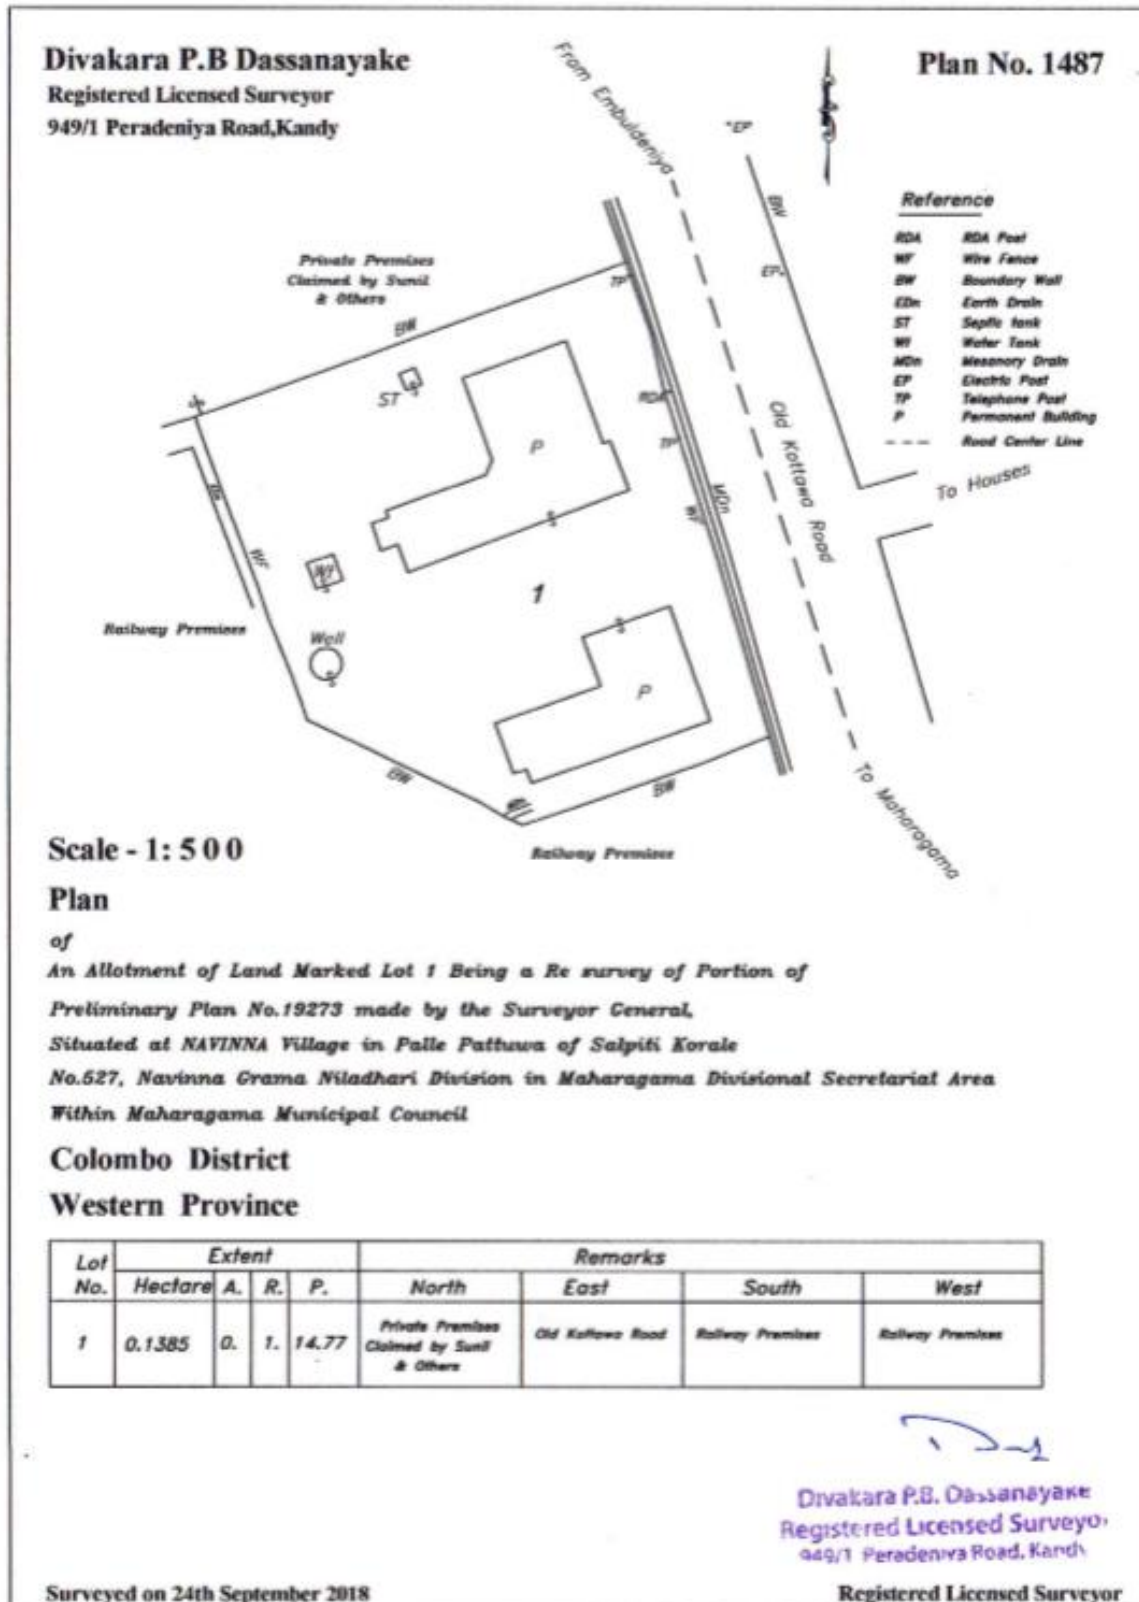 Divakara P.B Dassanayake
Registered Licensed Surveyor
949/1 Peradeniya Road,Kandy
Plan No. 1487
From Embuldeniya
EP
BW
EP
Reference
RDA RDA Post
WF Wire Fence
BW Boundary Wall
EDn Earth Drain
ST Septic tank
Wt Water Tank
MDn Mesanory Drain
EP Electric Post
TP Telephone Post
P Permanent Building
Road Center Line
Private Premises
Claimed by Sunil
& Others
BW
TP
ST
RDA
TP
P
Old Kottawa Road
To Houses
WF
MDn
WF
1
Railway Premises
Well
P
BW
BW
To Maharagama
Railway Premises
Scale - 1: 500
Plan
of
An Allotment of Land Marked Lot 1 Being a Re survey of Portion of
Preliminary Plan No.19273 made by the Surveyor General,
Situated at NAVINNA Village in Palle Pattuwa of Salpiti Korale
No.527, Navinna Grama Niladhari Division in Maharagama Divisional Secretariat Area
Within Maharagama Municipal Council
Colombo District
Western Province
Lot No. Extent Remarks
Hectare A. R. P. North East South West
1 0.1385 0. 1. 14.77 Private Premises Claimed by Sunil & Others Old Kottawa Road Railway Premises Railway Premises
Divakara P.B. Dassanayake
Registered Licensed Surveyor
949/1 Peradeniya Road, Kandy
Surveyed on 24th September 2018
Registered Licensed Surveyor